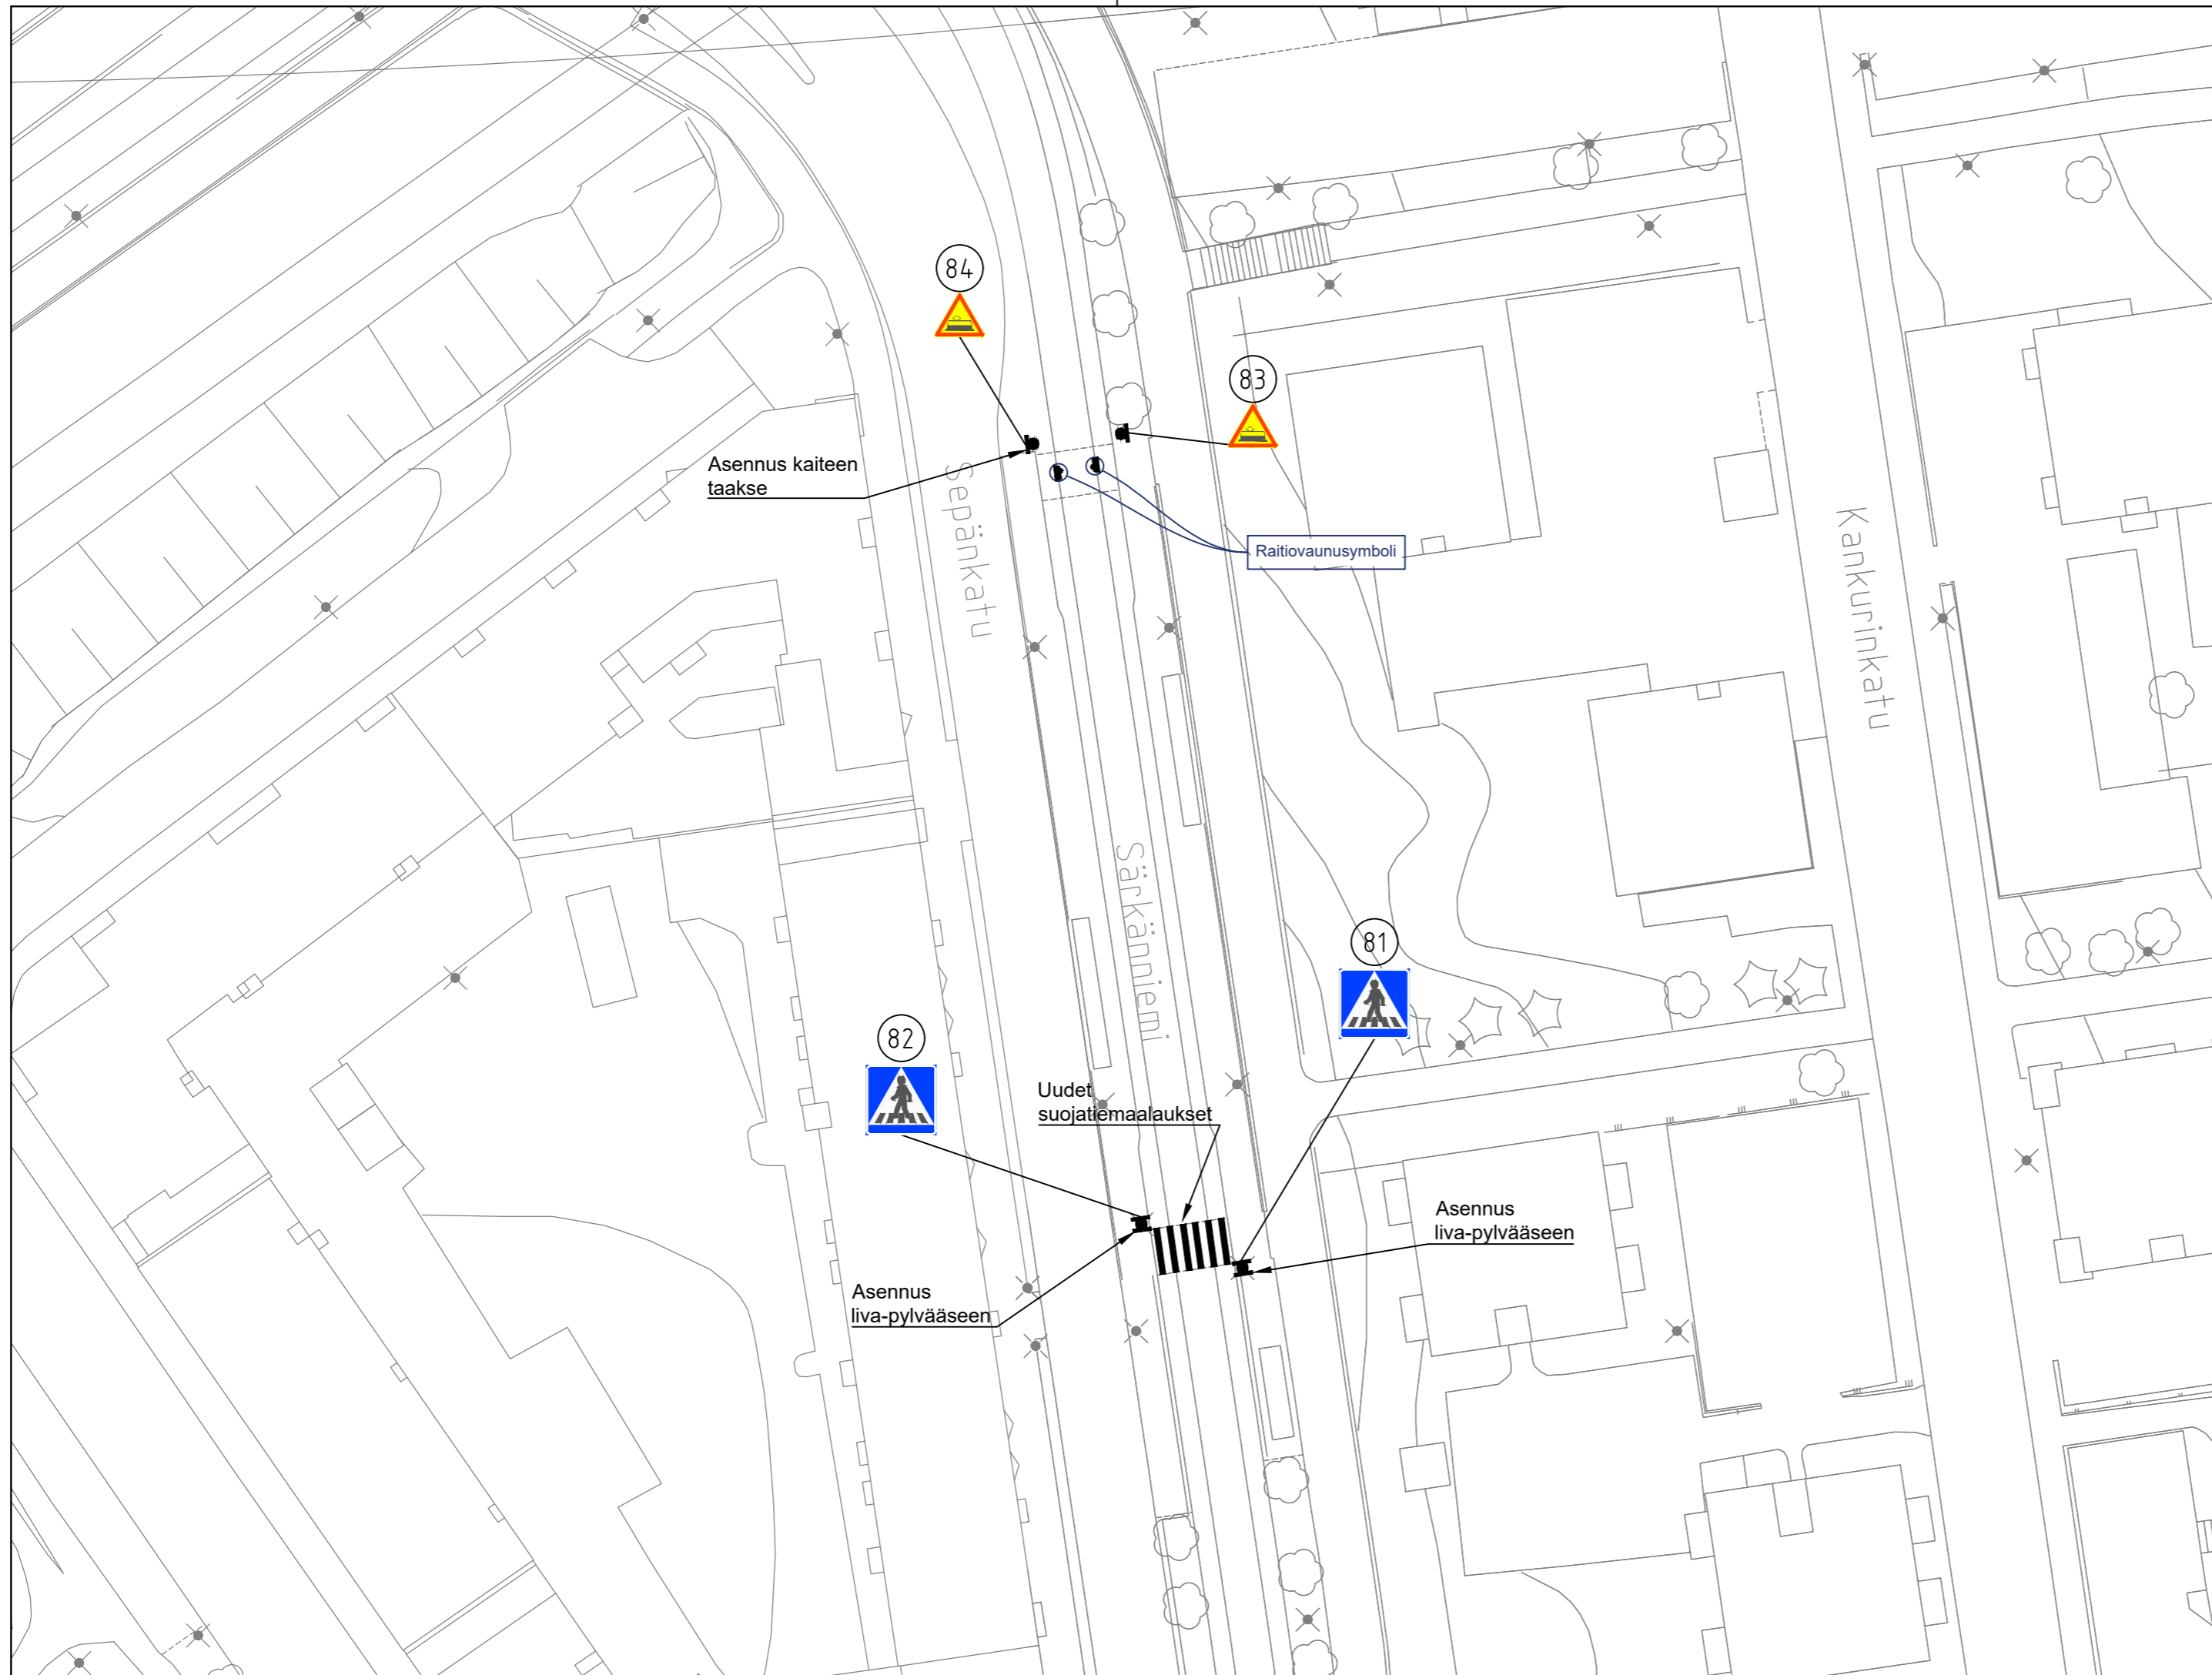 84
83
Asennus kaiteen
taakse
Sepänkatu
Raitiovaunusymboli
Kankurinkatu
Särkänniemi
81
82
Uudet
suojatiemaalaukset
Asennus
liva-pylvääseen
Asennus
liva-pylvääseen